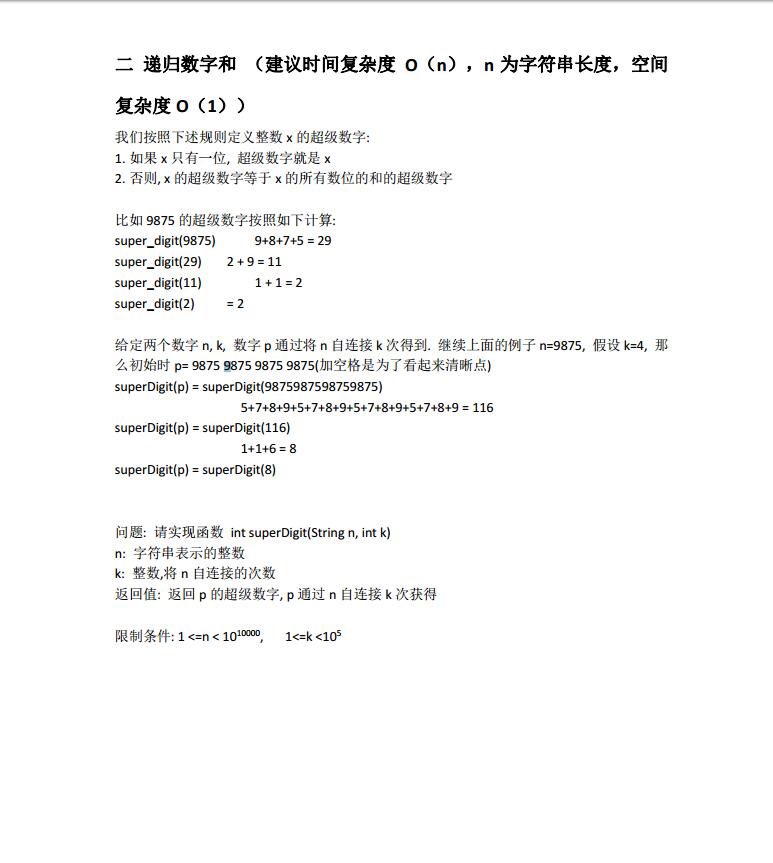 二 递归数字和 （建议时间复杂度 O（n），n 为字符串长度，空间
复杂度 O（1））
我们按照下述规则定义整数 x 的超级数字:
1. 如果 x 只有一位, 超级数字就是 x
2. 否则, x 的超级数字等于 x 的所有数位的和的超级数字
比如 9875 的超级数字按照如下计算:
super_digit(9875) 9+8+7+5 = 29
super_digit(29) 2 + 9 = 11
super_digit(11) 1 + 1 = 2
super_digit(2) = 2
给定两个数字 n, k, 数字 p 通过将 n 自连接 k 次得到. 继续上面的例子 n=9875, 假设 k=4, 那
么初始时 p= 9875 9875 9875 9875(加空格是为了看起来清晰点)
superDigit(p) = superDigit(9875987598759875)
5+7+8+9+5+7+8+9+5+7+8+9+5+7+8+9 = 116
superDigit(p) = superDigit(116)
1+1+6 = 8
superDigit(p) = superDigit(8)
问题: 请实现函数 int superDigit(String n, int k)
n: 字符串表示的整数
k: 整数,将 n 自连接的次数
返回值: 返回 p 的超级数字, p 通过 n 自连接 k 次获得
限制条件: 1 <=n < 10¹⁰⁰⁰⁰, 1<=k <10⁵